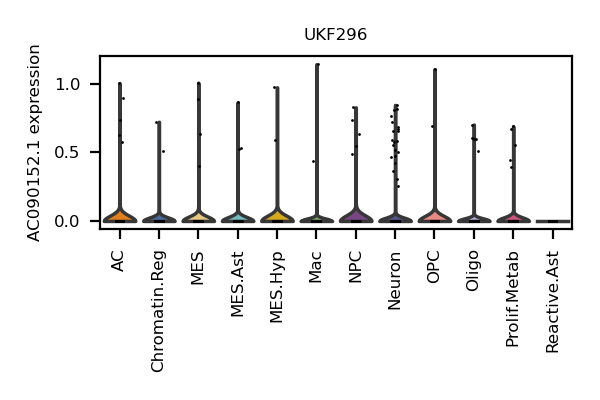 UKF296
AC090152.1 expression
1.0
0.5
0.0
AC
Chromatin.Reg
MES
MES.Ast
MES.Hyp
Mac
NPC
Neuron
OPC
Oligo
Prolif.Metab
Reactive.Ast